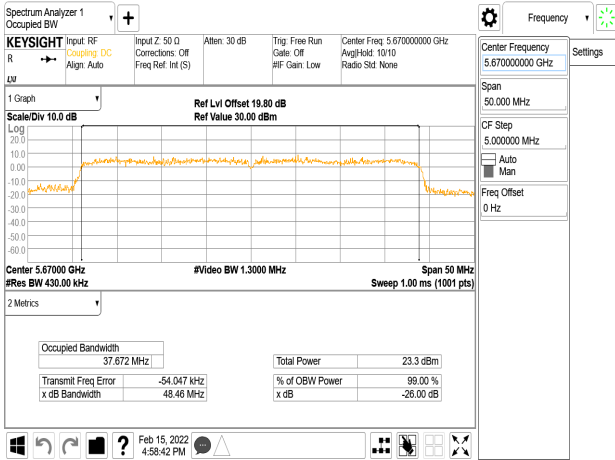 Spectrum Analyzer 1
Occupied BW
Frequency
KEYSIGHT
R
LXI
Input: RF
Coupling: DC
Align: Auto
Input Z: 50 Ω
Corrections: Off
Freq Ref: Int (S)
Atten: 30 dB
Trig: Free Run
Gate: Off
#IF Gain: Low
Center Freq: 5.670000000 GHz
Avg|Hold: 10/10
Radio Std: None
Center Frequency
5.670000000 GHz
Settings
Span
50.000 MHz
CF Step
5.000000 MHz
Auto
Man
Freq Offset
0 Hz
1 Graph
Scale/Div 10.0 dB
Ref Lvl Offset 19.80 dB
Ref Value 30.00 dBm
Log
20.0
10.0
0.00
-10.0
-20.0
-30.0
-40.0
-50.0
-60.0
Center 5.67000 GHz
#Res BW 430.00 kHz
#Video BW 1.3000 MHz
Span 50 MHz
Sweep 1.00 ms (1001 pts)
2 Metrics
Occupied Bandwidth
37.672 MHz
Total Power 23.3 dBm
Transmit Freq Error -54.047 kHz
% of OBW Power 99.00 %
x dB Bandwidth 48.46 MHz
x dB -26.00 dB
?
Feb 15, 2022
4:58:42 PM